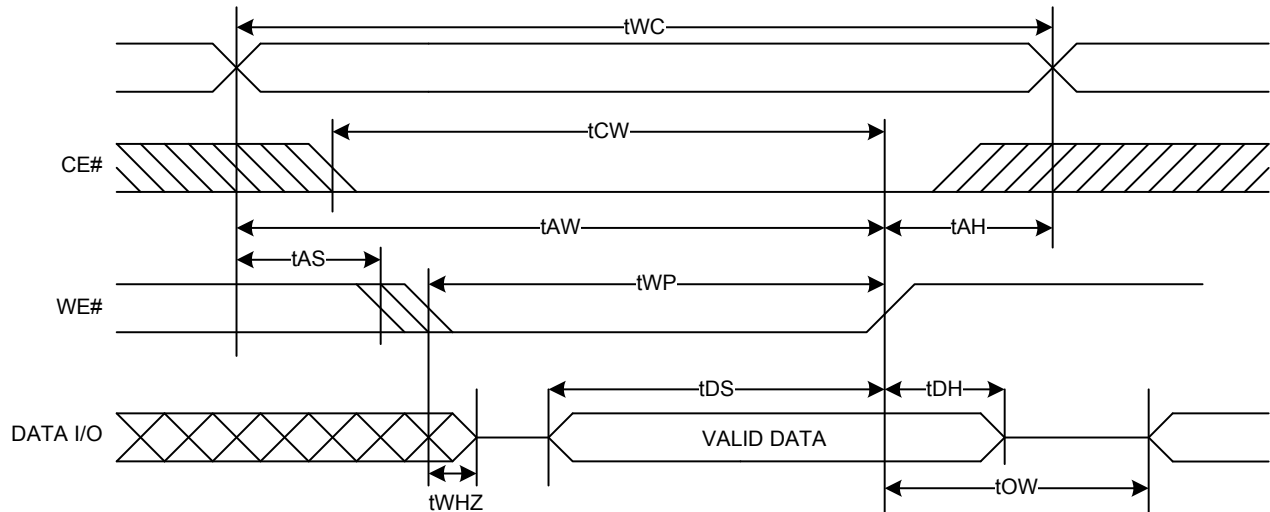 tWC
tCW
CE#
tAW
tAH
tAS
tWP
WE#
tDS
tDH
DATA I/O
VALID DATA
tWHZ
tOW